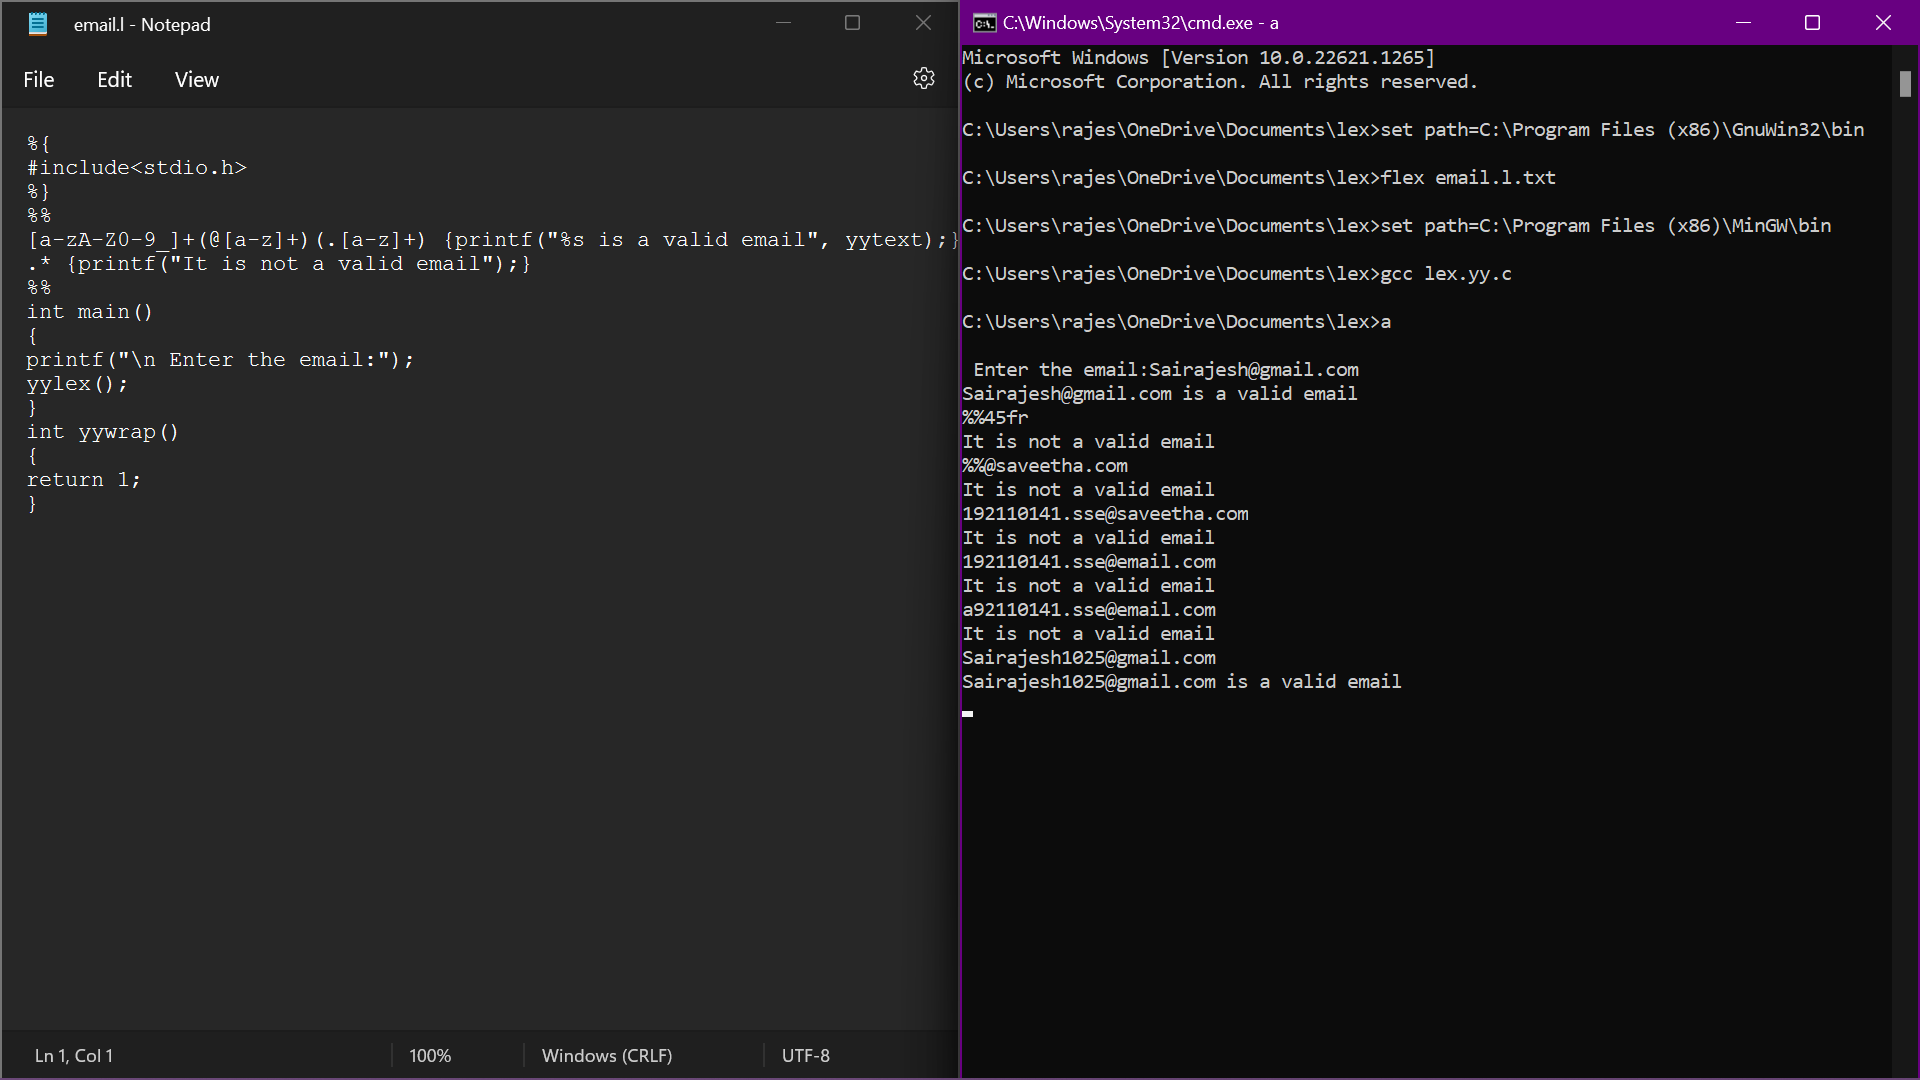 email.l - Notepad
File Edit View
%{
#include<stdio.h>
%}
%%
[a-zA-Z0-9_]+(@[a-z]+)(.[a-z]+) {printf("%s is a valid email", yytext);}
.* {printf("It is not a valid email");}
%%
int main()
{
printf("\n Enter the email:");
yylex();
}
int yywrap()
{
return 1;
}
Ln 1, Col 1 100% Windows (CRLF) UTF-8
C:\Windows\System32\cmd.exe - a
Microsoft Windows [Version 10.0.22621.1265]
(c) Microsoft Corporation. All rights reserved.
C:\Users\rajes\OneDrive\Documents\lex>set path=C:\Program Files (x86)\GnuWin32\bin
C:\Users\rajes\OneDrive\Documents\lex>flex email.l.txt
C:\Users\rajes\OneDrive\Documents\lex>set path=C:\Program Files (x86)\MinGW\bin
C:\Users\rajes\OneDrive\Documents\lex>gcc lex.yy.c
C:\Users\rajes\OneDrive\Documents\lex>a
Enter the email:Sairajesh@gmail.com
Sairajesh@gmail.com is a valid email
%%45fr
It is not a valid email
%%@saveetha.com
It is not a valid email
192110141.sse@saveetha.com
It is not a valid email
192110141.sse@email.com
It is not a valid email
a92110141.sse@email.com
It is not a valid email
Sairajesh1025@gmail.com
Sairajesh1025@gmail.com is a valid email